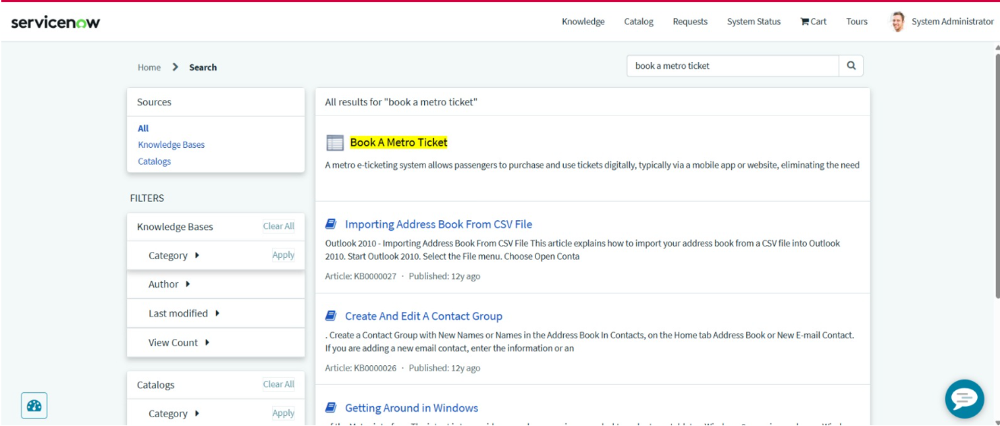 servicenow
Knowledge Catalog Requests System Status Cart Tours System Administrator
Home Search
book a metro ticket
Sources
All
Knowledge Bases
Catalogs
FILTERS
Knowledge Bases Clear All
Category Apply
Author
Last modified
View Count
Catalogs Clear All
Category Apply
All results for "book a metro ticket"
Book A Metro Ticket
A metro e-ticketing system allows passengers to purchase and use tickets digitally, typically via a mobile app or website, eliminating the need
Importing Address Book From CSV File
Outlook 2010 - Importing Address Book From CSV File This article explains how to import your address book from a CSV file into Outlook
2010. Start Outlook 2010. Select the File menu. Choose Open Conta
Article: KB0000027 · Published: 12y ago
Create And Edit A Contact Group
. Create a Contact Group with New Names or Names in the Address Book In Contacts, on the Home tab Address Book or New E-mail Contact.
If you are adding a new email contact, enter the information or an
Article: KB0000026 · Published: 12y ago
Getting Around in Windows